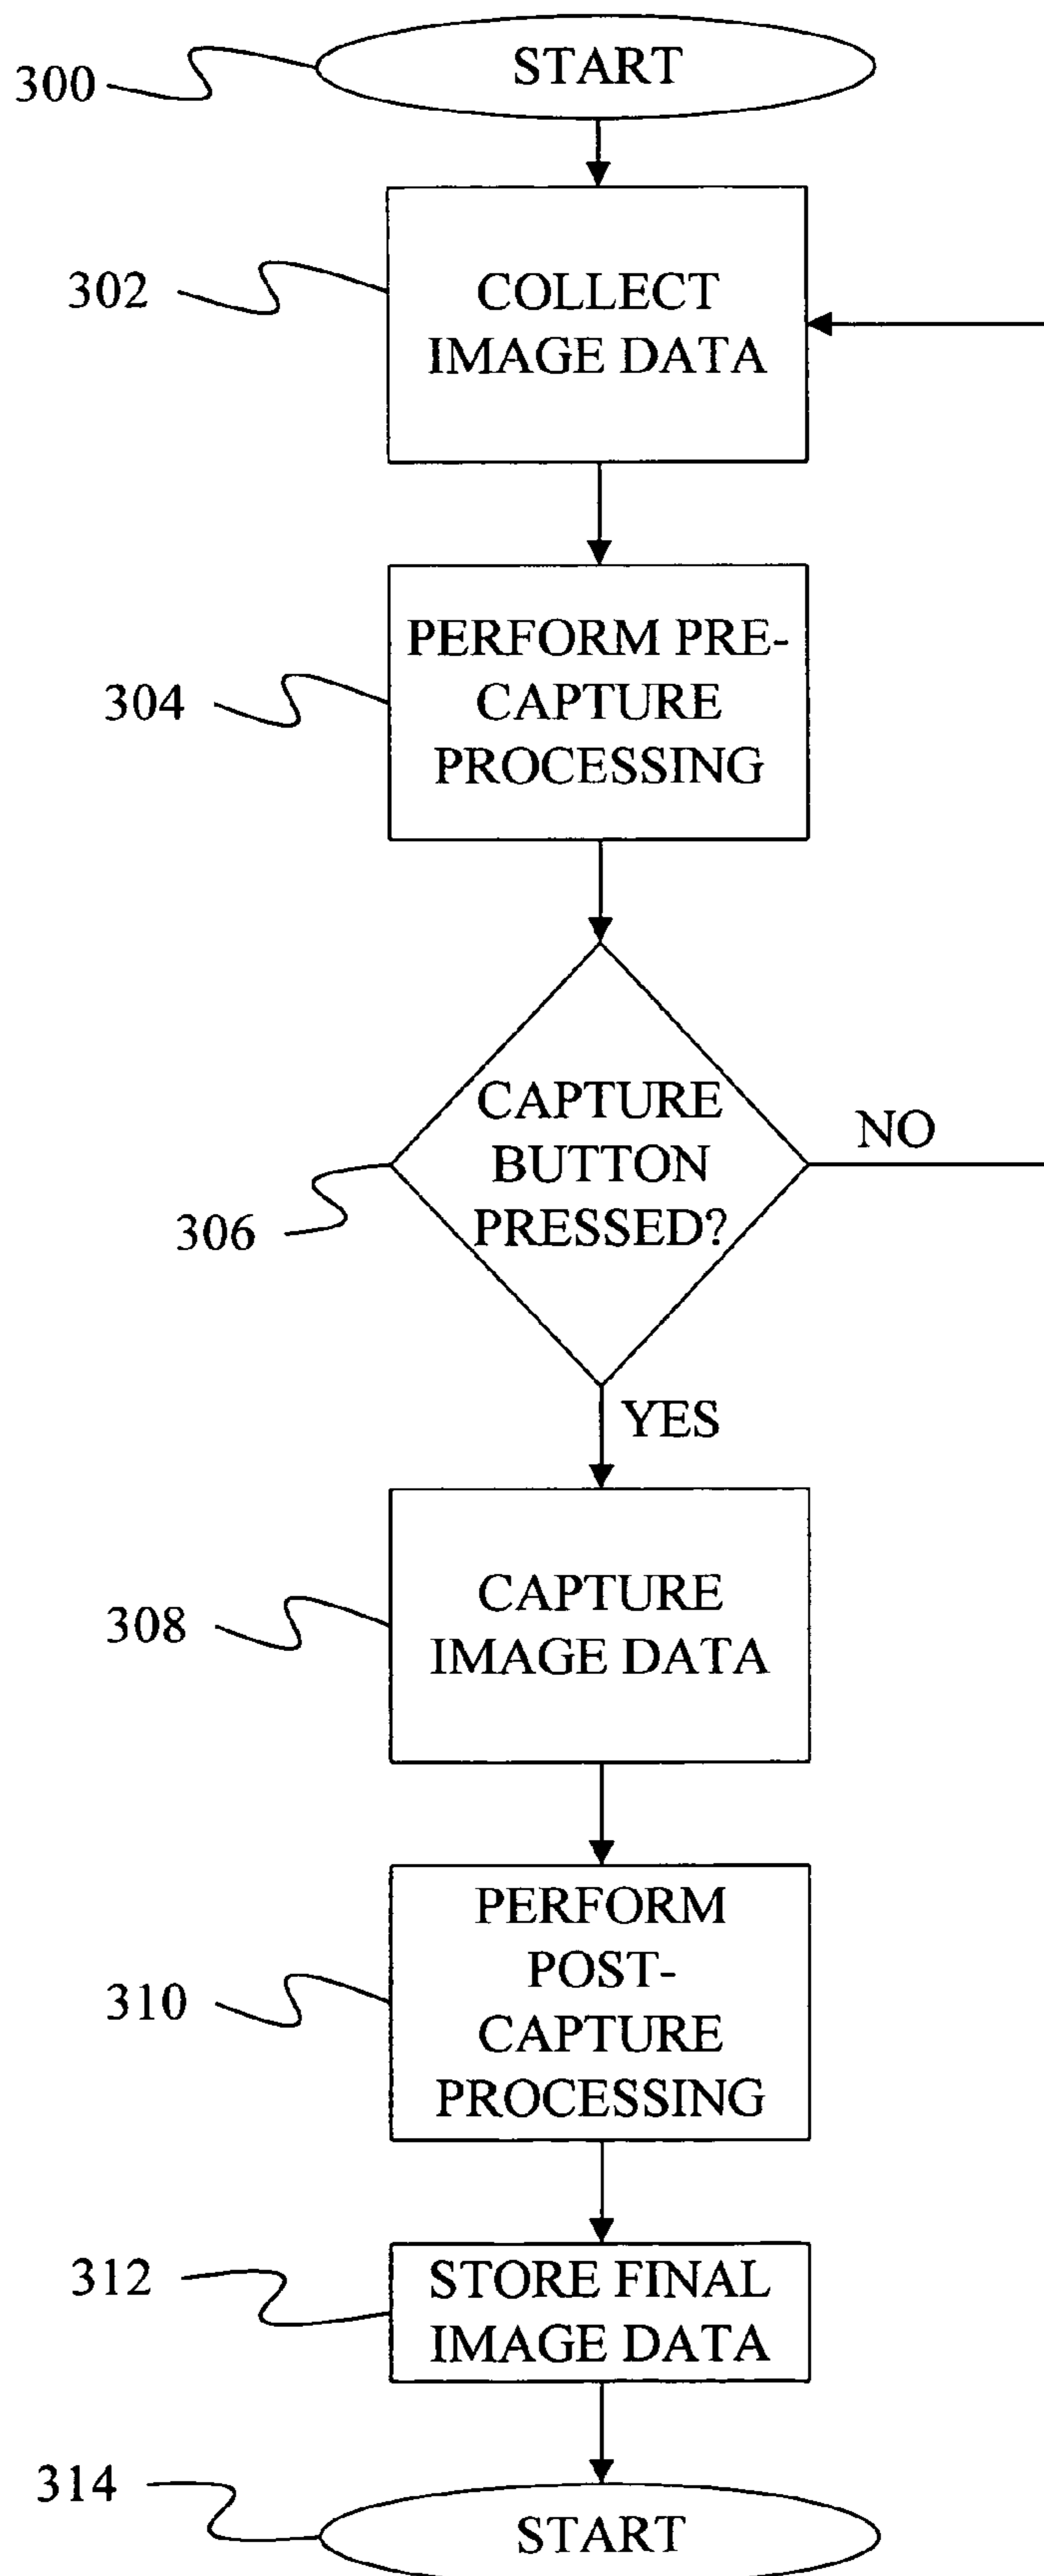 300
START
302
COLLECT
IMAGE DATA
304
PERFORM PRE-
CAPTURE
PROCESSING
306
CAPTURE
BUTTON
PRESSED?
NO
YES
308
CAPTURE
IMAGE DATA
310
PERFORM
POST-
CAPTURE
PROCESSING
312
STORE FINAL
IMAGE DATA
314
START